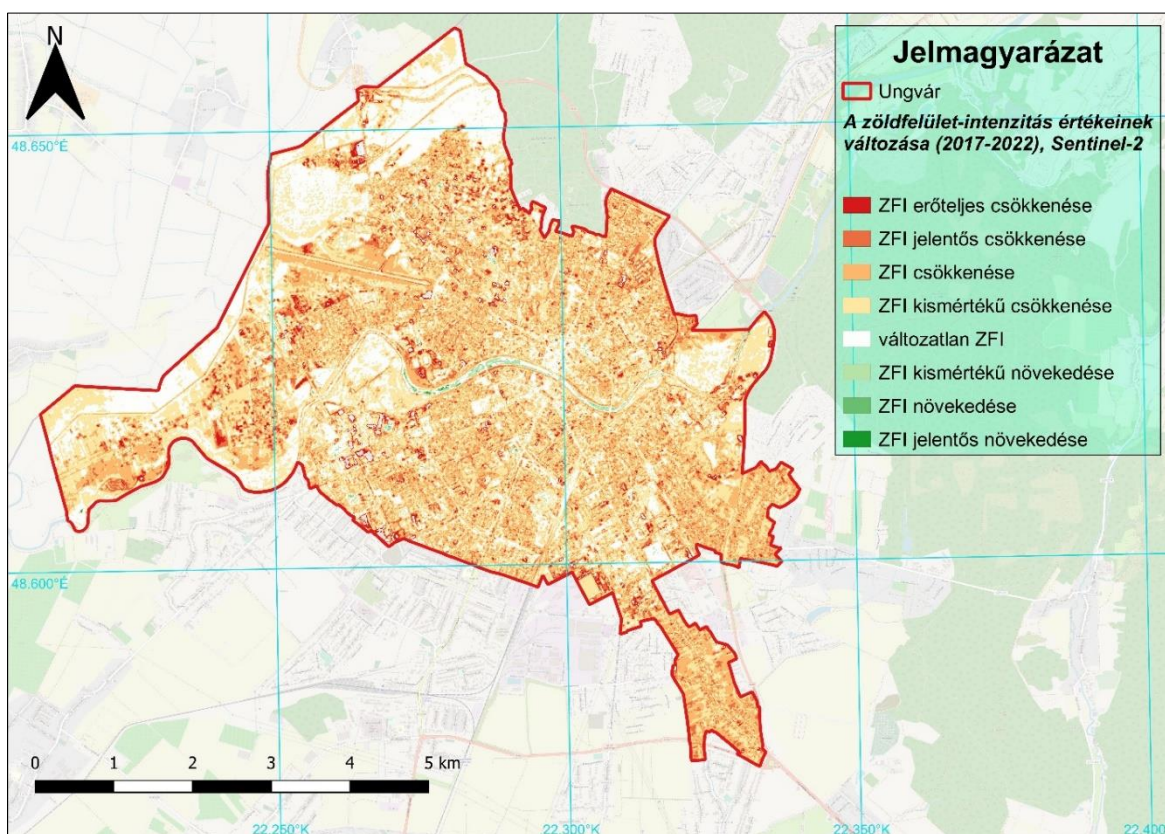 N
Jelmagyarázat
Ungvár
A zöldfelület-intenzitás értékeinek
változása (2017-2022), Sentinel-2
ZFI erőteljes csökkenése
ZFI jelentős csökkenése
ZFI csökkenése
ZFI kismértékű csökkenése
változatlan ZFI
ZFI kismértékű növekedése
ZFI növekedése
ZFI jelentős növekedése
48.650°É
48.600°É
0 1 2 3 4 5 km
22.250°K 22.300°K 22.350°K 22.400